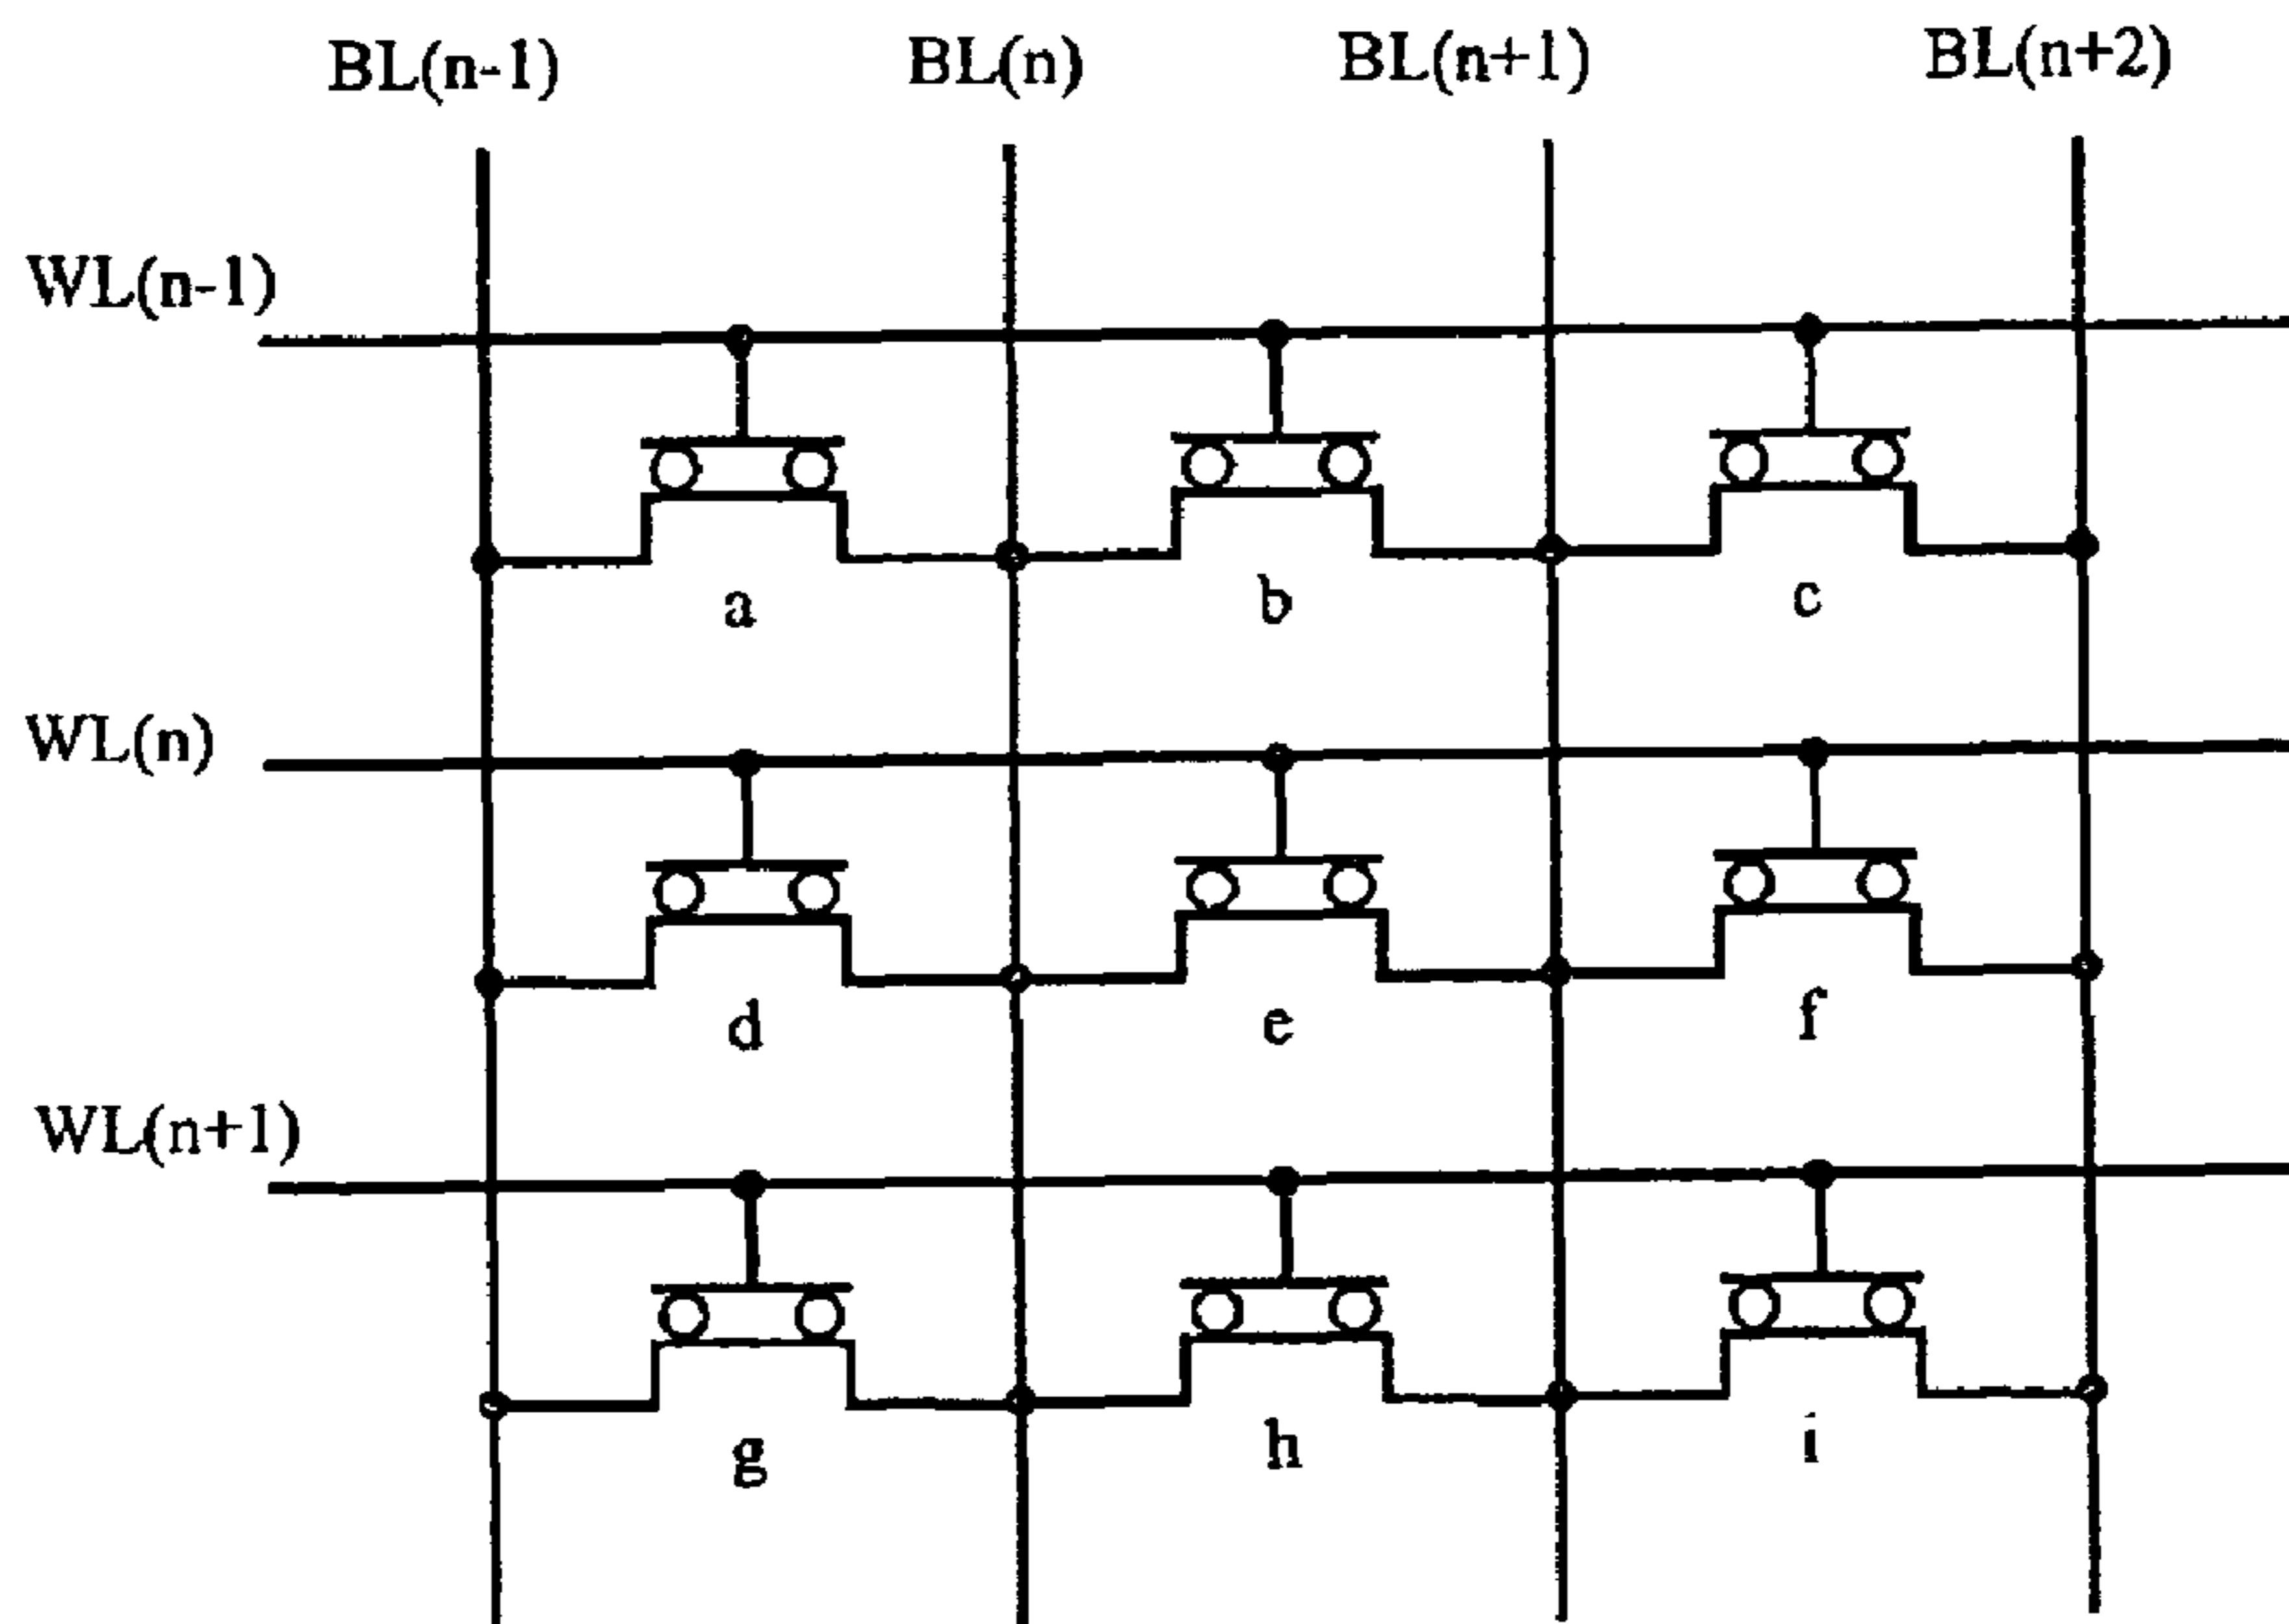 BL(n-1) BL(n) BL(n+1) BL(n+2)
WL(n-1)
a b c
WL(n)
d e f
WL(n+1)
g h i